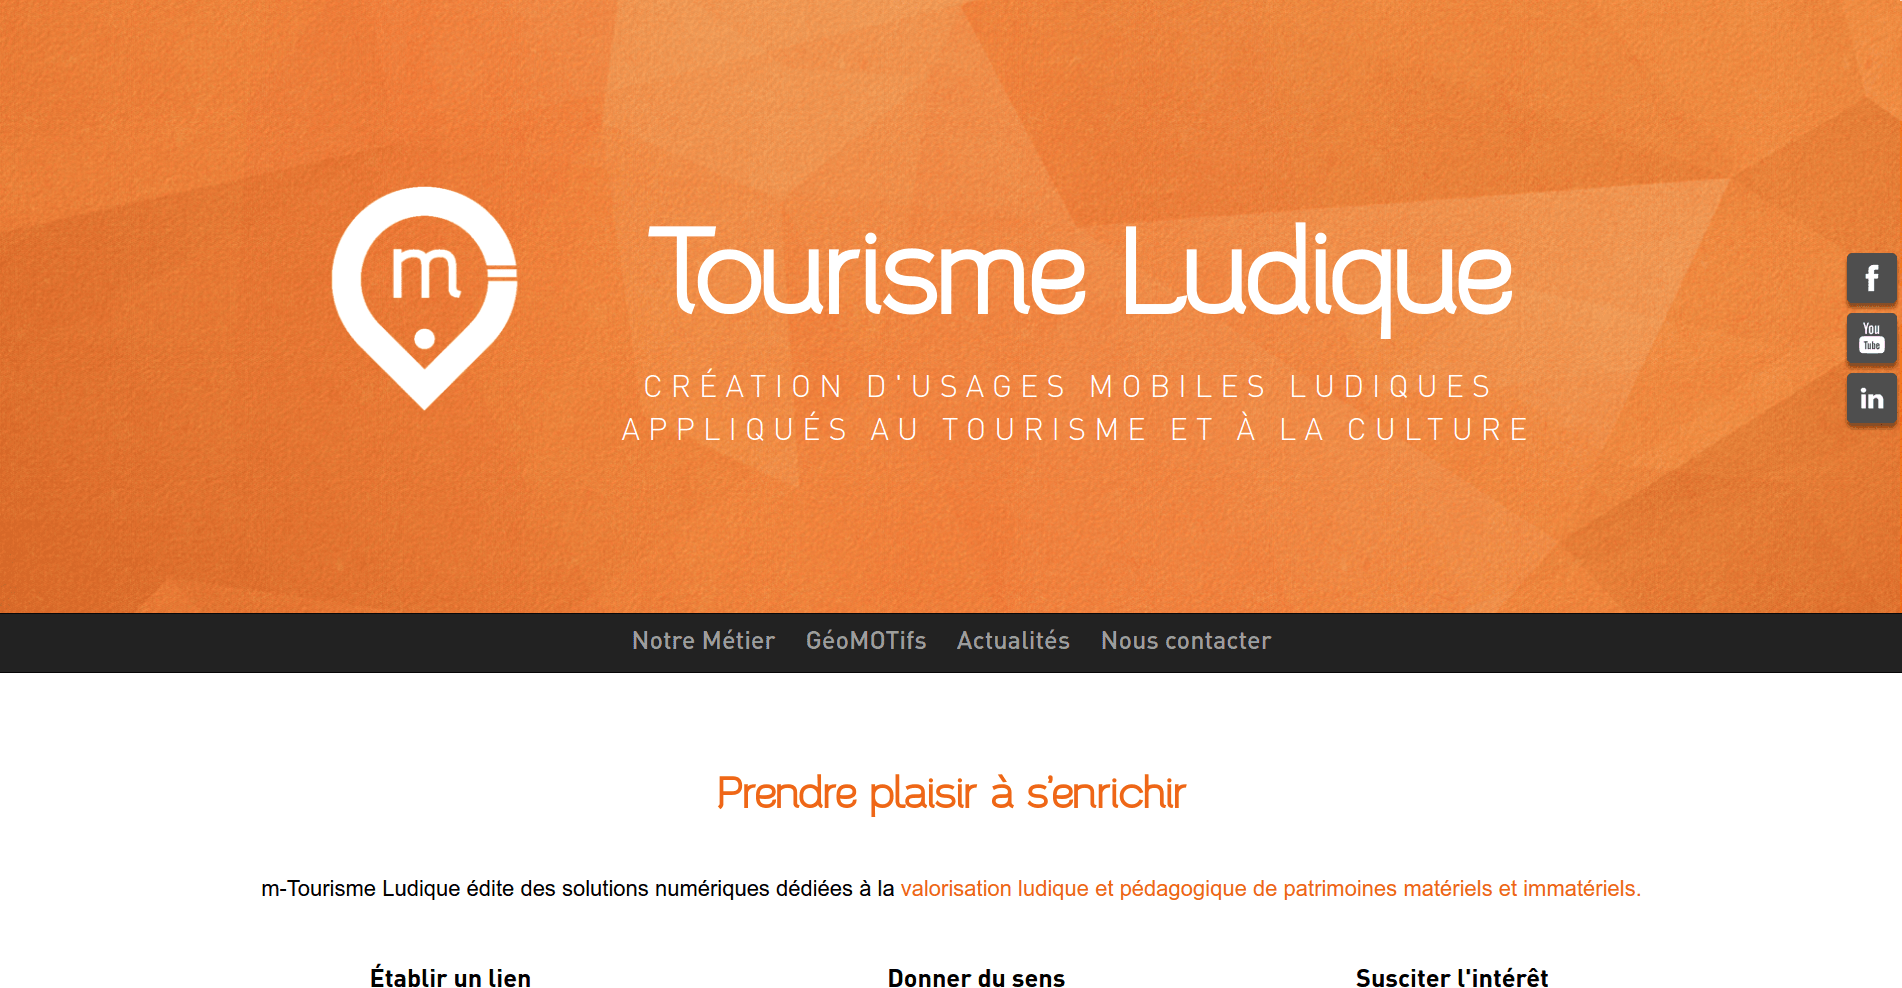 m
Tourisme Ludique
CRÉATION D'USAGES MOBILES LUDIQUES
APPLIQUÉS AU TOURISME ET À LA CULTURE
f
You
Tube
in
Notre Métier GéoMOTifs Actualités Nous contacter
Prendre plaisir à s'enrichir
m-Tourisme Ludique édite des solutions numériques dédiées à la valorisation ludique et pédagogique de patrimoines matériels et immatériels.
Établir un lien Donner du sens Susciter l'intérêt